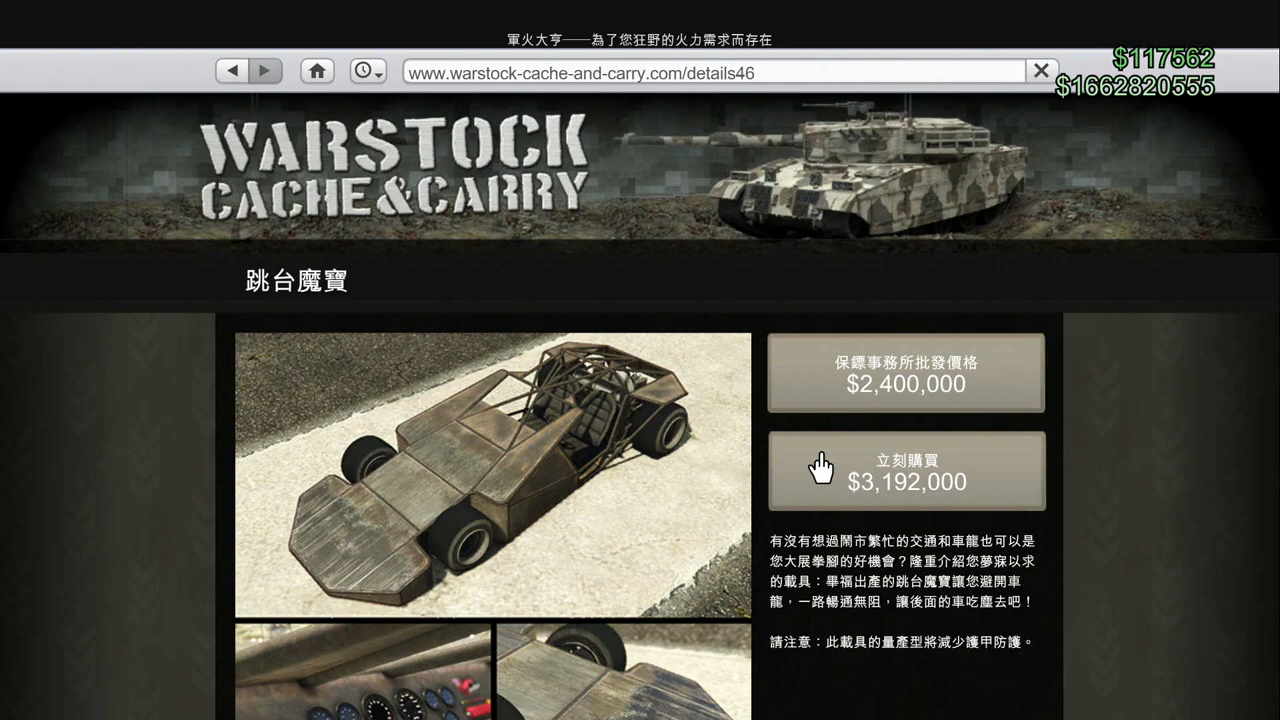 軍火大亨──為了您狂野的火力需求而存在
www.warstock-cache-and-carry.com/details46
$117562
$1662820555
WARSTOCK
CACHE&CARRY
跳台魔寶
保鏢事務所批發價格
$2,400,000
立刻購買
$3,192,000
有沒有想過鬧市繁忙的交通和車龍也可以是
您大展拳腳的好機會？隆重介紹您夢寐以求
的載具：畢福出產的跳台魔寶讓您避開車
龍，一路暢通無阻，讓後面的車吃塵去吧！
請注意：此載具的量產型將減少護甲防護。